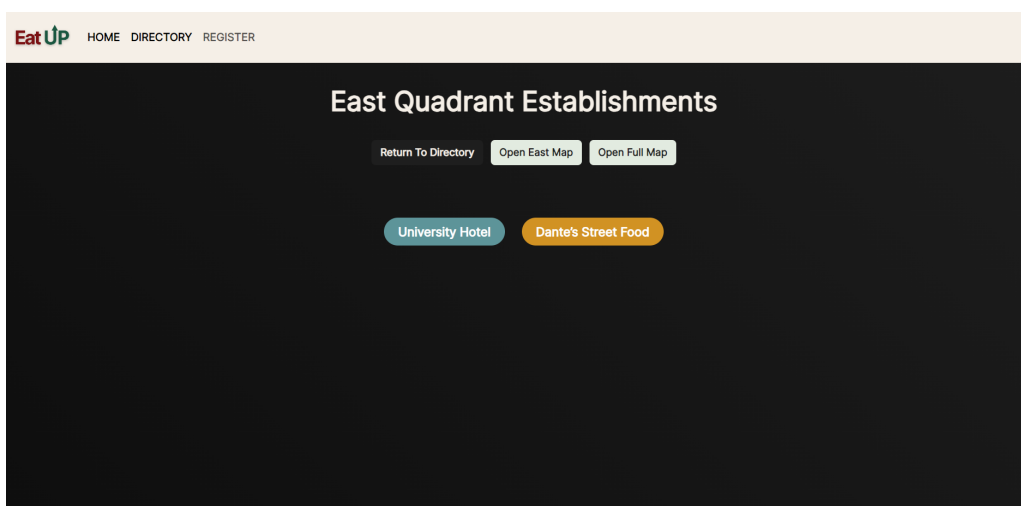 Eat UP HOME DIRECTORY REGISTER
East Quadrant Establishments
Return To Directory Open East Map Open Full Map
University Hotel Dante's Street Food